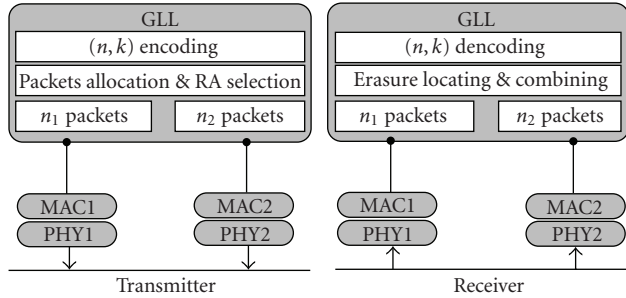 GLL
(n, k) encoding
Packets allocation & RA selection
n₁ packets
n₂ packets
MAC1
PHY1
MAC2
PHY2
Transmitter
GLL
(n, k) dencoding
Erasure locating & combining
n₁ packets
n₂ packets
MAC1
PHY1
MAC2
PHY2
Receiver